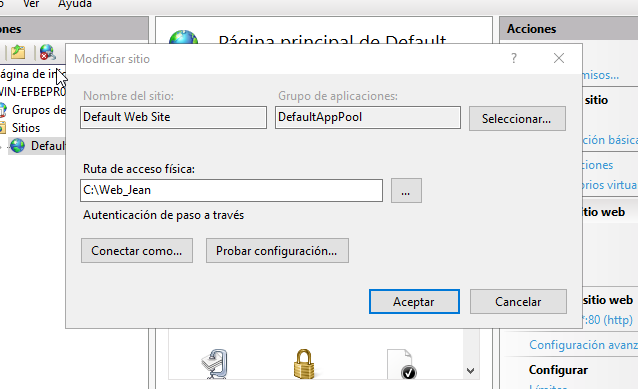 Ver Ayuda
Página principal de Default
Acciones
Modificar sitio
Nombre del sitio:
Grupo de aplicaciones:
Default Web Site
DefaultAppPool
Seleccionar...
Ruta de acceso física:
C:\Web_Jean
...
Autenticación de paso a través
Conectar como...
Probar configuración...
Aceptar
Cancelar
ones
ágina de in
WIN-EFBEPR0
Grupos de
Sitios
Default
misos...
sitio
ación básica
ciones
orios virtua
tio web
sitio web
:80 (http)
Configuración avanz
Configurar
Límites